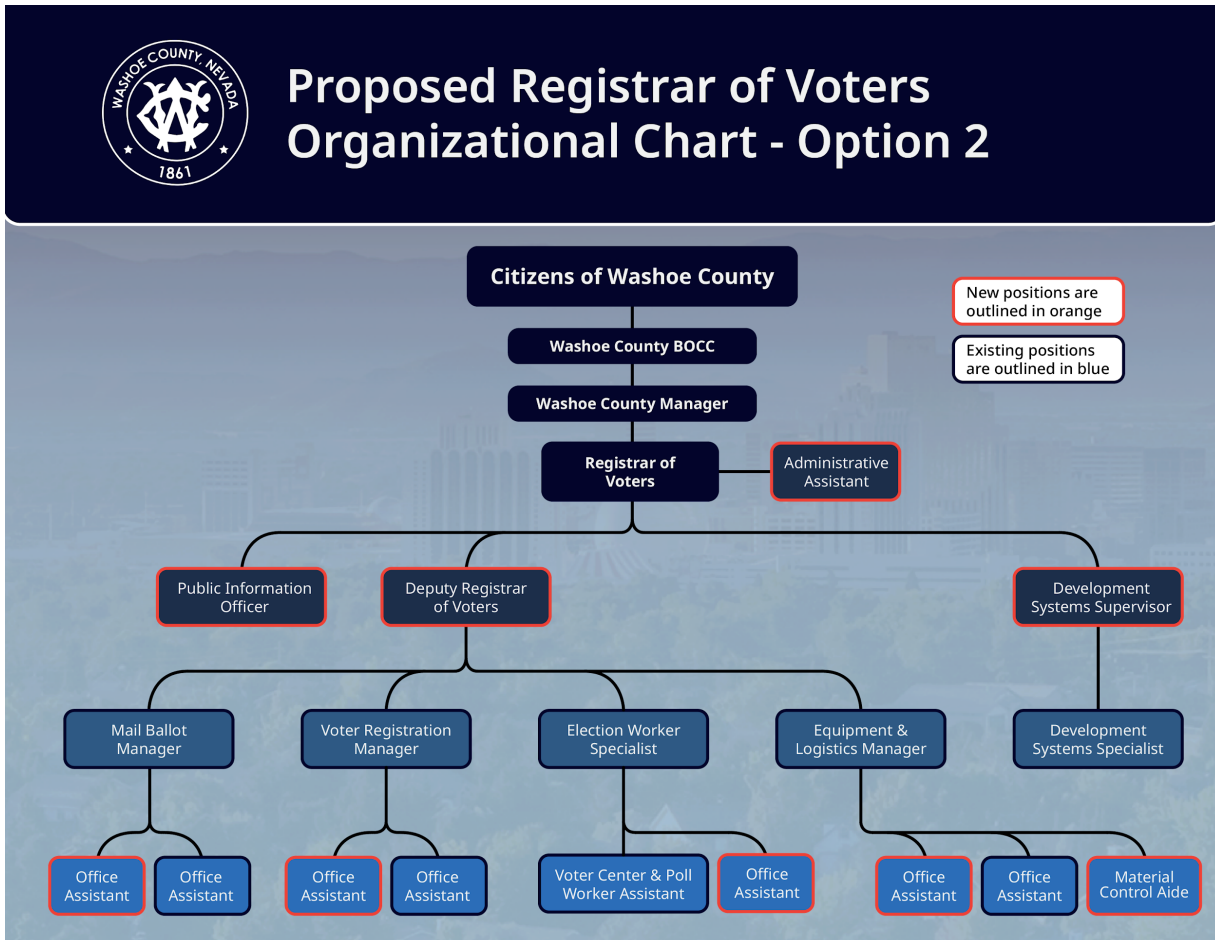 WASHOE COUNTY, NEVADA
1861
Proposed Registrar of Voters
Organizational Chart - Option 2
Citizens of Washoe County
New positions are
outlined in orange
Washoe County BOCC
Existing positions
are outlined in blue
Washoe County Manager
Registrar of
Voters
Administrative
Assistant
Public Information
Officer
Deputy Registrar
of Voters
Development
Systems Supervisor
Mail Ballot
Manager
Voter Registration
Manager
Election Worker
Specialist
Equipment &
Logistics Manager
Development
Systems Specialist
Office
Assistant
Office
Assistant
Office
Assistant
Office
Assistant
Voter Center & Poll
Worker Assistant
Office
Assistant
Office
Assistant
Office
Assistant
Material
Control Aide